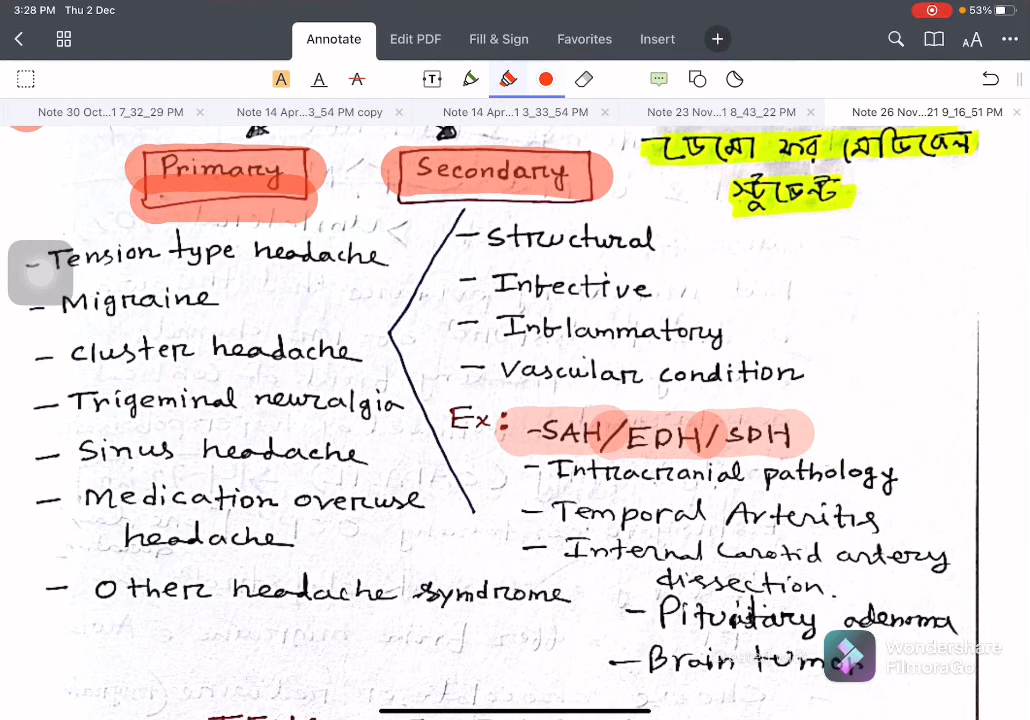 3:28 PM Thu 2 Dec
53%
Annotate
Edit PDF
Fill & Sign
Favorites
Insert
Note 30 Oct...1 7_32_29 PM
Note 14 Apr...3_54 PM copy
Note 14 Apr...1 3_33_54 PM
Note 23 Nov...1 8_43_22 PM
Note 26 Nov...21 9_16_51 PM
Primary
Secondary
ডেমো ফর মেডিকেল
স্টুডেন্ট
- Tension type headache
- Migraine
- cluster headache
- Trigeminal neuralgia
- Sinus headache
- Medication overuse
headache
- Other headache syndrome
- Structural
- Infective
- Inflammatory
- Vascular condition
Ex:
- SAH/EDH/SDH
- Intracranial pathology
- Temporal Arteritis
- Internal carotid artery
dissection.
- Pituitary adenoma
- Brain tumor
Wondershare
FilmoraGo